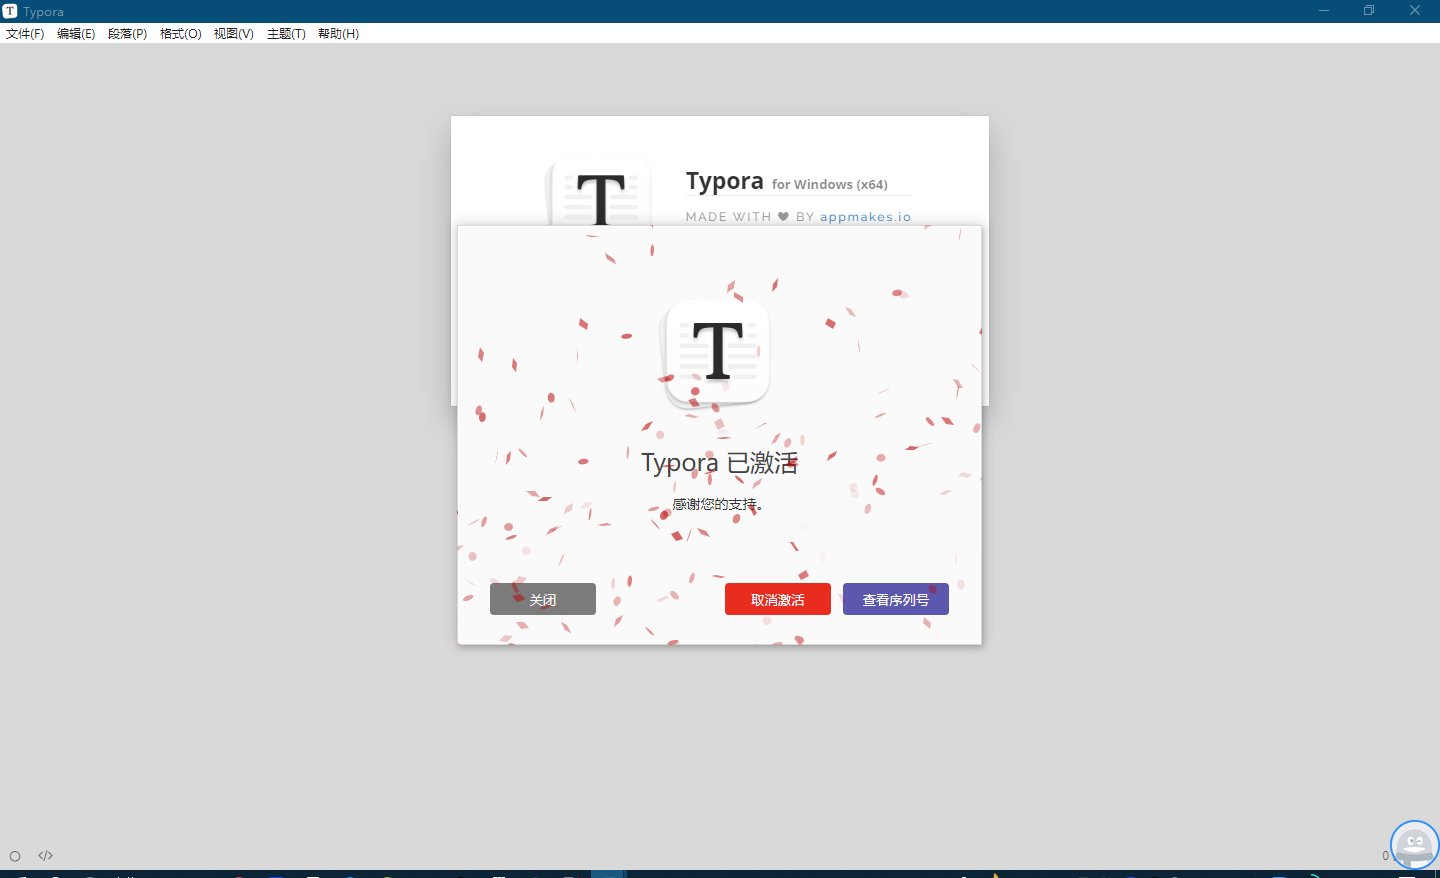 Typora
文件(F) 编辑(E) 段落(P) 格式(O) 视图(V) 主题(T) 帮助(H)
Typora for Windows (x64)
MADE WITH ❤ BY appmakes.io
Typora 已激活
感谢您的支持。
关闭 取消激活 查看序列号